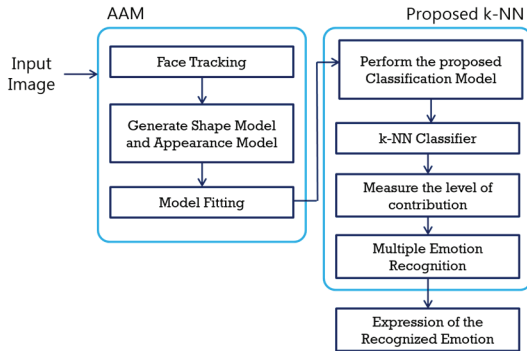 AAM
Proposed k-NN
Input
Image
Face Tracking
Generate Shape Model
and Appearance Model
Model Fitting
Perform the proposed
Classification Model
k-NN Classifier
Measure the level of
contribution
Multiple Emotion
Recognition
Expression of the
Recognized Emotion